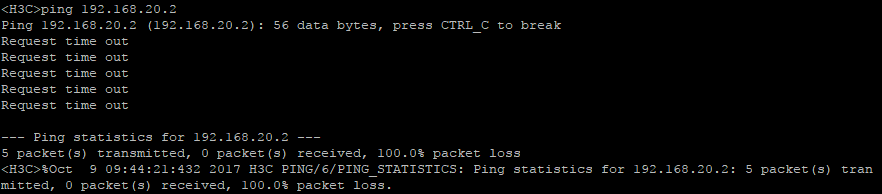 <H3C>ping 192.168.20.2
Ping 192.168.20.2 (192.168.20.2): 56 data bytes, press CTRL_C to break
Request time out
Request time out
Request time out
Request time out
Request time out
--- Ping statistics for 192.168.20.2 ---
5 packet(s) transmitted, 0 packet(s) received, 100.0% packet loss
<H3C>%Oct  9 09:44:21:432 2017 H3C PING/6/PING_STATISTICS: Ping statistics for 192.168.20.2: 5 packet(s) tran
mitted, 0 packet(s) received, 100.0% packet loss.